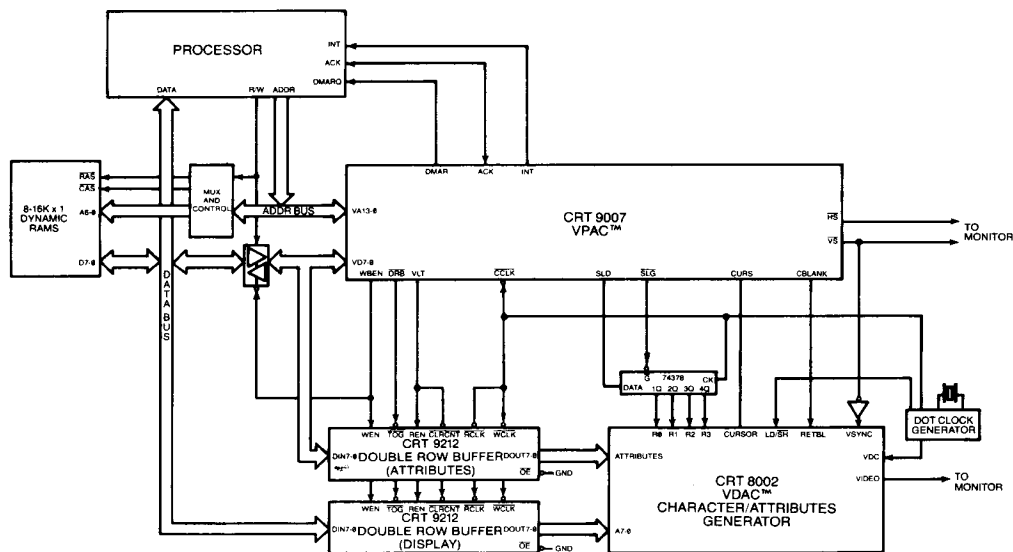 PROCESSOR
INT
ACK
DMARQ
DATA
R/W
ADDR
8-16K x 1
DYNAMIC
RAMS
RAS
CAS
A6-0
D7-0
MUX
AND
CONTROL
ADDR BUS
DATA BUS
DMAR
ACK
INT
VA13-0
CRT 9007
VPAC™
HS
VS
TO
MONITOR
VD7-0
WBEN
DRB
VLT
CCLK
SLD
SLG
CURS
CBLANK
G
74378
DATA
CK
1Q
2Q
3Q
4Q
DOT CLOCK
GENERATOR
WEN
TOG
REN
CLRCNT
RCLK
WCLK
CRT 9212
DIN7-0
DOUBLE ROW BUFFER
DOUT7-0
(ATTRIBUTES)
OE
GND
R0
R1
R2
R3
CURSOR
LD/SH
RETBL
VSYNC
ATTRIBUTES
VDC
VIDEO
TO
MONITOR
CRT 8002
VDAC™
CHARACTER/ATTRIBUTES
GENERATOR
A7-0
WEN
TOG
REN
CLRCNT
RCLK
WCLK
CRT 9212
DIN7-0
DOUBLE ROW BUFFER
DOUT7-0
(DISPLAY)
OE
GND